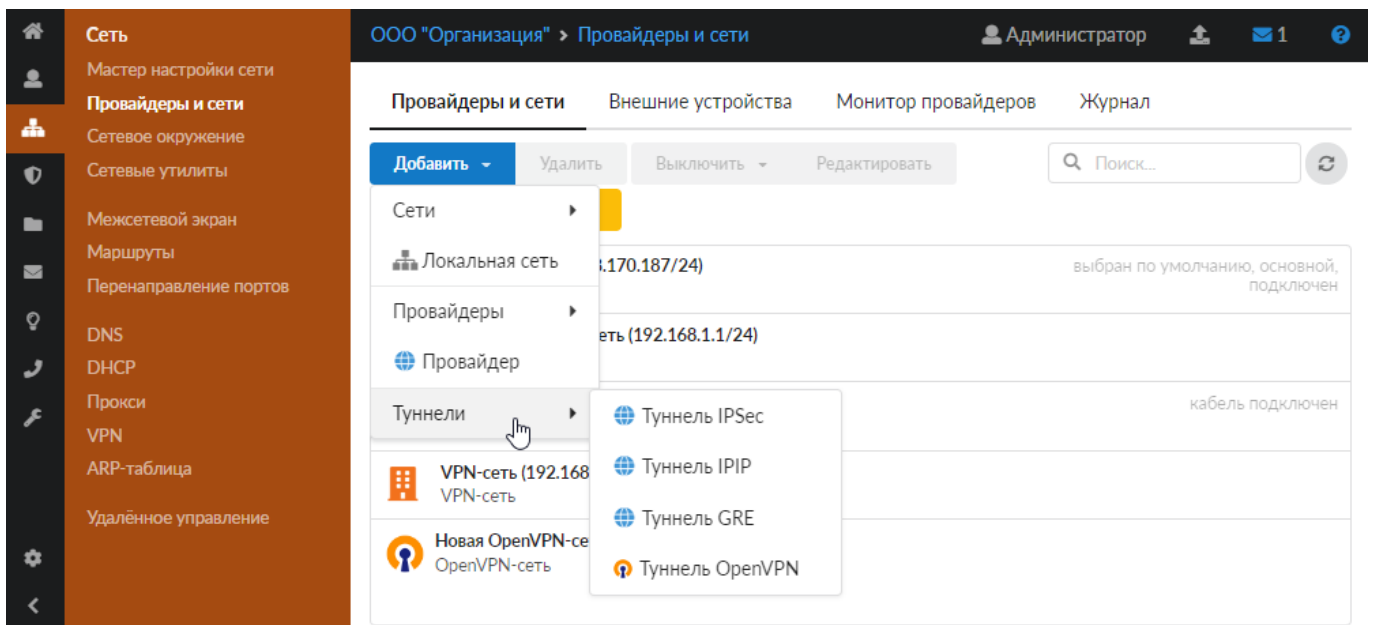 Сеть
Мастер настройки сети
Провайдеры и сети
Сетевое окружение
Сетевые утилиты
Межсетевой экран
Маршруты
Перенаправление портов
DNS
DHCP
Прокси
VPN
ARP-таблица
Удалённое управление
ООО "Организация" > Провайдеры и сети
Администратор
1
?
Провайдеры и сети
Внешние устройства
Монитор провайдеров
Журнал
Добавить
Удалить
Выключить
Редактировать
Поиск...
Сети
Локальная сеть
Провайдеры
Провайдер
Туннели
Туннель IPSec
Туннель IPIP
Туннель GRE
Туннель OpenVPN
.170.187/24)
выбран по умолчанию, основной,
подключен
еть (192.168.1.1/24)
кабель подключен
VPN-сеть (192.168
VPN-сеть
Новая OpenVPN-се
OpenVPN-сеть